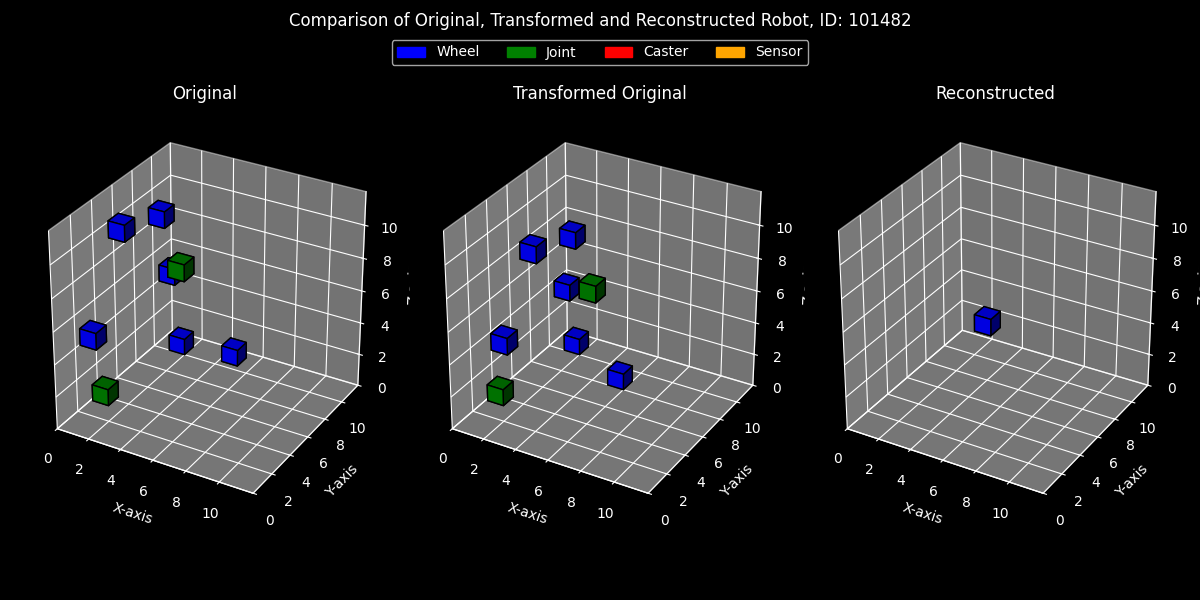 Comparison of Original, Transformed and Reconstructed Robot, ID: 101482
Wheel Joint Caster Sensor
Original
Transformed Original
Reconstructed
0 2 4 6 8 10
X-axis
0 2 4 6 8 10
Y-axis
0 2 4 6 8 10
0 2 4 6 8 10
X-axis
0 2 4 6 8 10
Y-axis
0 2 4 6 8 10
0 2 4 6 8 10
X-axis
0 2 4 6 8 10
Y-axis
0 2 4 6 8 10